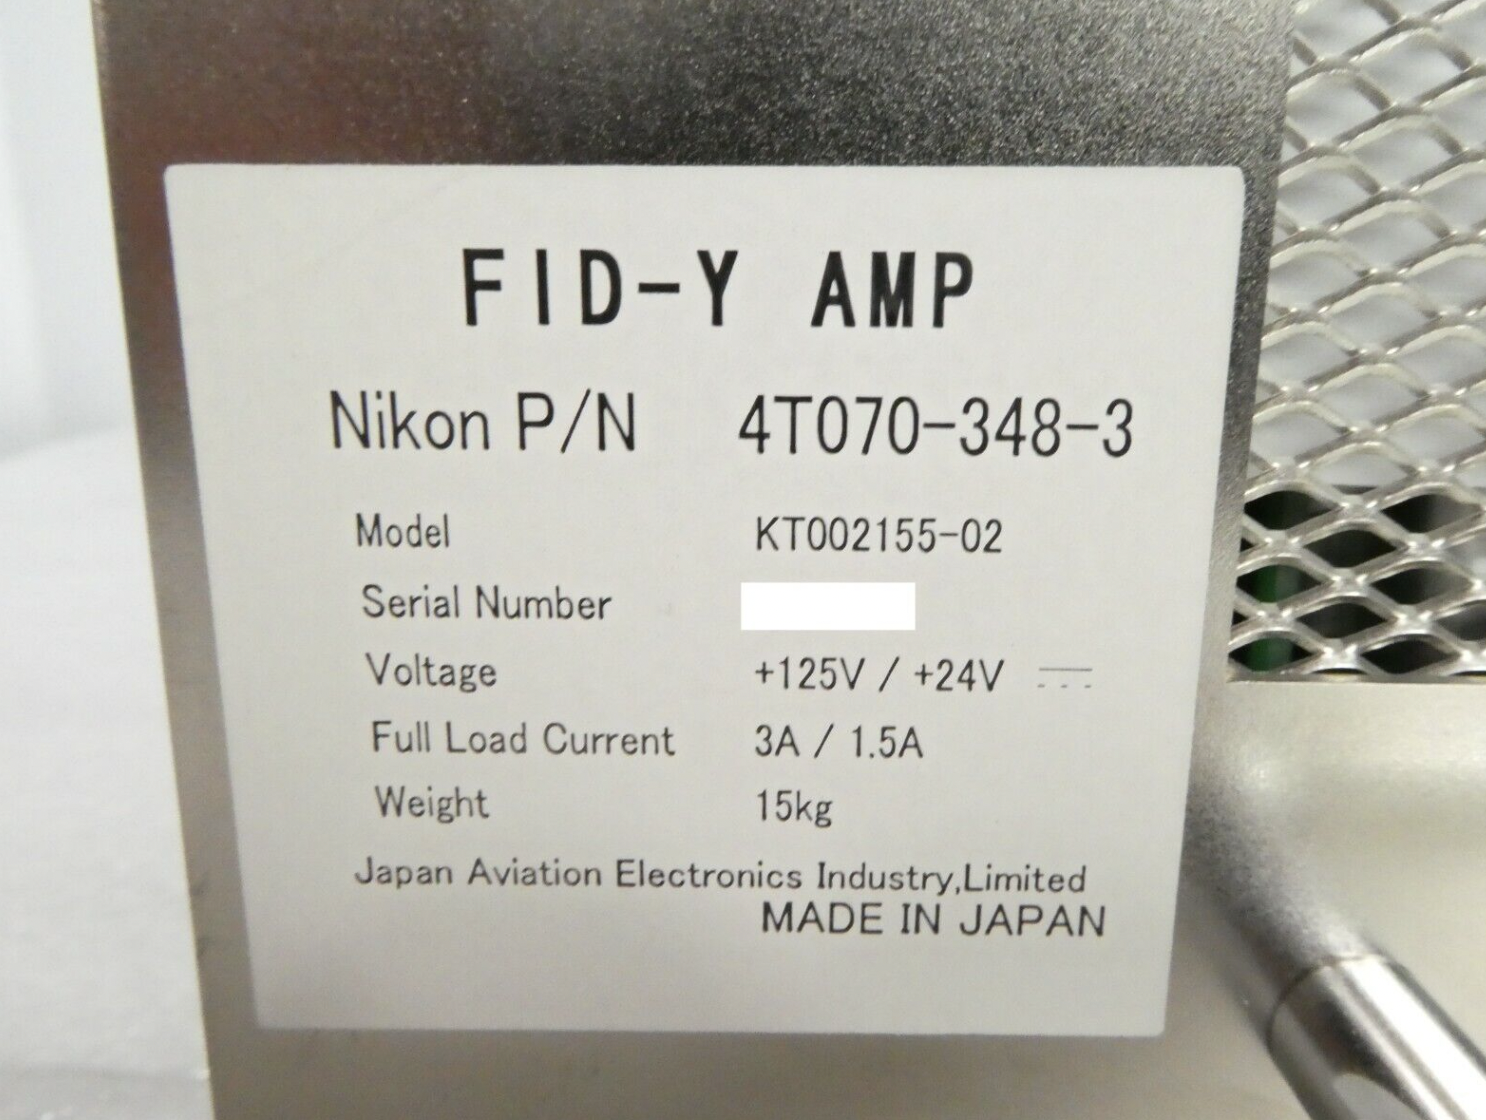 FID-Y AMP
Nikon P/N 4T070-348-3
Model KT002155-02
Serial Number
Voltage +125V / +24V ⎓
Full Load Current 3A / 1.5A
Weight 15kg
Japan Aviation Electronics Industry,Limited
MADE IN JAPAN